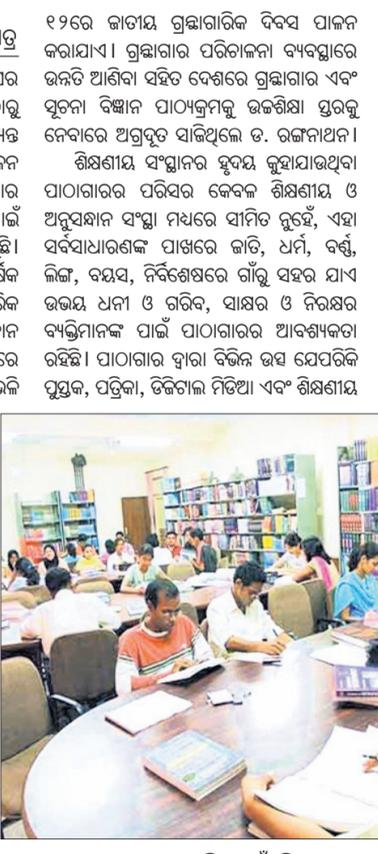 ୧୨ରେ ଜାତୀୟ ଗ୍ରନ୍ଥାଗାରିକ ଦିବସ ପାଳନ
କରାଯାଏ। ଗ୍ରନ୍ଥାଗାର ପରିଚାଳନା ବ୍ୟବସ୍ଥାରେ
ଉନ୍ନତି ଆଣିବା ସହିତ ଦେଶରେ ଗ୍ରନ୍ଥାଗାର ଏବଂ
ସୂଚନା ବିଜ୍ଞାନ ପାଠ୍ୟକ୍ରମକୁ ଉଚ୍ଚଶିକ୍ଷା ସ୍ତରକୁ
ନେବାରେ ଅଗ୍ରଦୂତ ସାଜିଥିଲେ ଡ. ରଙ୍ଗନାଥନ।
ଶିକ୍ଷଣୀୟ ସଂସ୍ଥାନର ହୃଦୟ କୁହାଯାଉଥିବା
ପାଠାଗାରର ପରିସର କେବଳ ଶିକ୍ଷଣୀୟ ଓ
ଅନୁସନ୍ଧାନ ସଂସ୍ଥା ମଧ୍ୟରେ ସୀମିତ ନୁହେଁ, ଏହା
ସର୍ବସାଧାରଣଙ୍କ ପାଖରେ ଜାତି, ଧର୍ମ, ବର୍ଣ୍ଣ,
ଲିଙ୍ଗ, ବୟସ, ନିର୍ବିଶେଷରେ ଗାଁରୁ ସହର ଯାଏ
ଉଭୟ ଧନୀ ଓ ଗରିବ, ସାକ୍ଷର ଓ ନିରକ୍ଷର
ବ୍ୟକ୍ତିମାନଙ୍କ ପାଇଁ ପାଠାଗାରର ଆବଶ୍ୟକତା
ରହିଛି। ପାଠାଗାର ଦ୍ୱାରା ବିଭିନ୍ନ ଉତ୍ସ ଯେପରିକି
ପୁସ୍ତକ, ପତ୍ରିକା, ଡିଜିଟାଲ ମିଡିଆ ଏବଂ ଶିକ୍ଷଣୀୟ